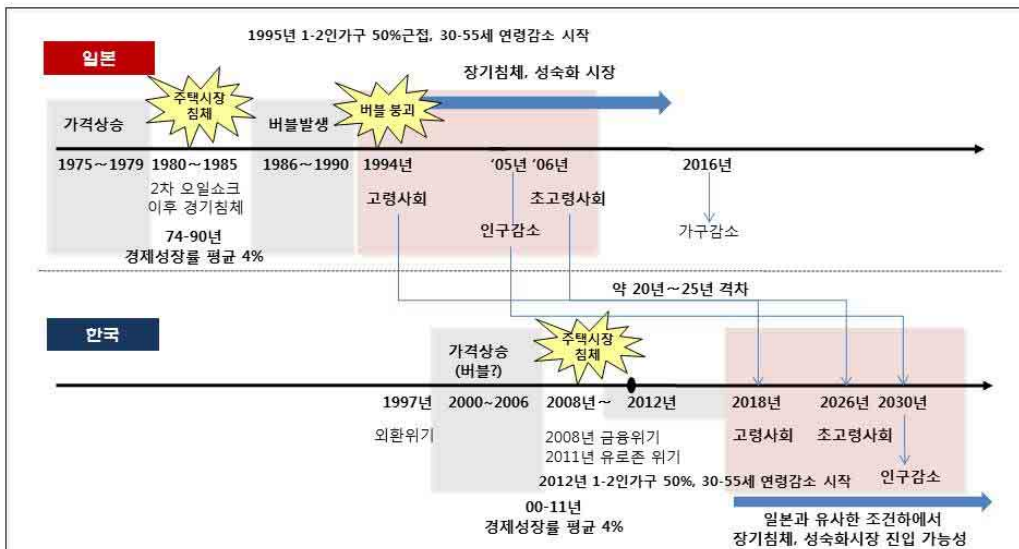 1995년 1-2인가구 50%근접, 30-55세 연령감소 시작
일본
장기침체, 성숙화 시장
주택시장
침체
버블 붕괴
가격상승
버블발생
1975～1979
1980～1985
1986～1990
1994년
‘05년 ‘06년
2016년
2차 오일쇼크
이후 경기침체
고령사회
초고령사회
인구감소
가구감소
74-90년
경제성장률 평균 4%
약 20년～25년 격차
한국
주택시장
침체
가격상승
(버블?)
1997년
2000~2006
2008년～
2012년
2018년
2026년
2030년
외환위기
2008년 금융위기
2011년 유로존 위기
고령사회
초고령사회
인구감소
2012년 1-2인가구 50%, 30-55세 연령감소 시작
00-11년
경제성장률 평균 4%
일본과 유사한 조건하에서
장기침체, 성숙화시장 진입 가능성